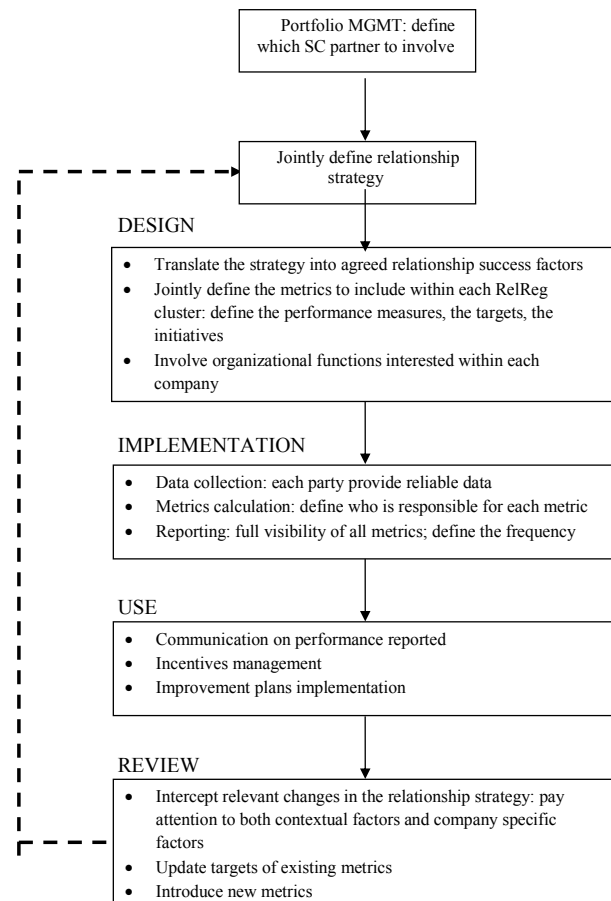 Portfolio MGMT: define
which SC partner to involve
Jointly define relationship
strategy
DESIGN
• Translate the strategy into agreed relationship success factors
• Jointly define the metrics to include within each RelReg
cluster: define the performance measures, the targets, the
initiatives
• Involve organizational functions interested within each
company
IMPLEMENTATION
• Data collection: each party provide reliable data
• Metrics calculation: define who is responsible for each metric
• Reporting: full visibility of all metrics; define the frequency
USE
• Communication on performance reported
• Incentives management
• Improvement plans implementation
REVIEW
• Intercept relevant changes in the relationship strategy: pay
attention to both contextual factors and company specific
factors
• Update targets of existing metrics
• Introduce new metrics